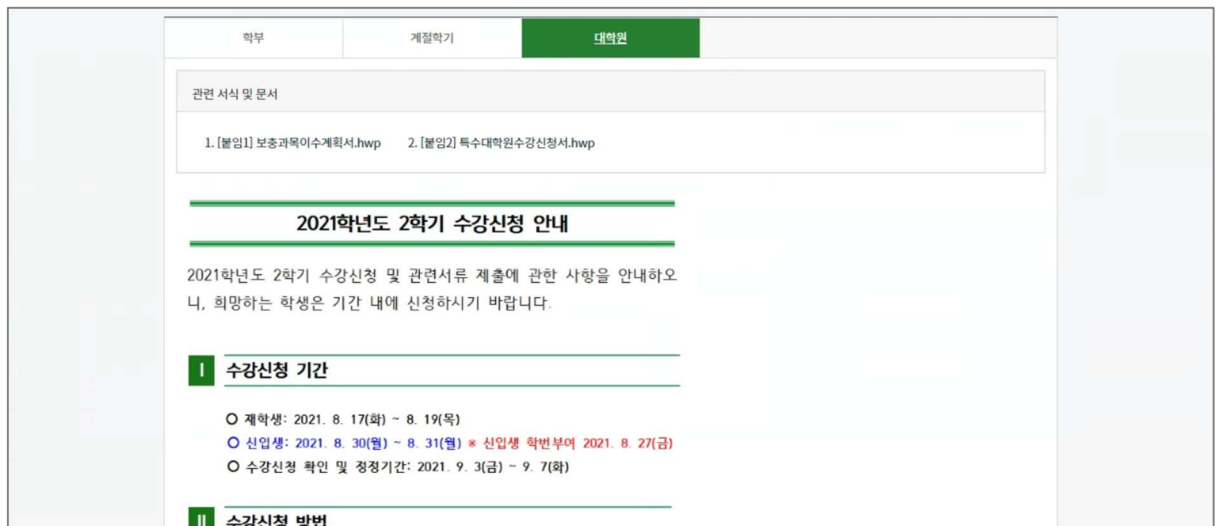 학부
계절학기
대학원
관련 서식 및 문서
1. [붙임1] 보충과목이수계획서.hwp 2. [붙임2] 특수대학원수강신청서.hwp
2021학년도 2학기 수강신청 안내
2021학년도 2학기 수강신청 및 관련서류 제출에 관한 사항을 안내하오
니, 희망하는 학생은 기간 내에 신청하시기 바랍니다.
Ⅰ 수강신청 기간
○ 재학생: 2021. 8. 17(화) ~ 8. 19(목)
○ 신입생: 2021. 8. 30(월) ~ 8. 31(월) ※ 신입생 학번부여 2021. 8. 27(금)
○ 수강신청 확인 및 정정기간: 2021. 9. 3(금) ~ 9. 7(화)
Ⅱ 수강신청 방법